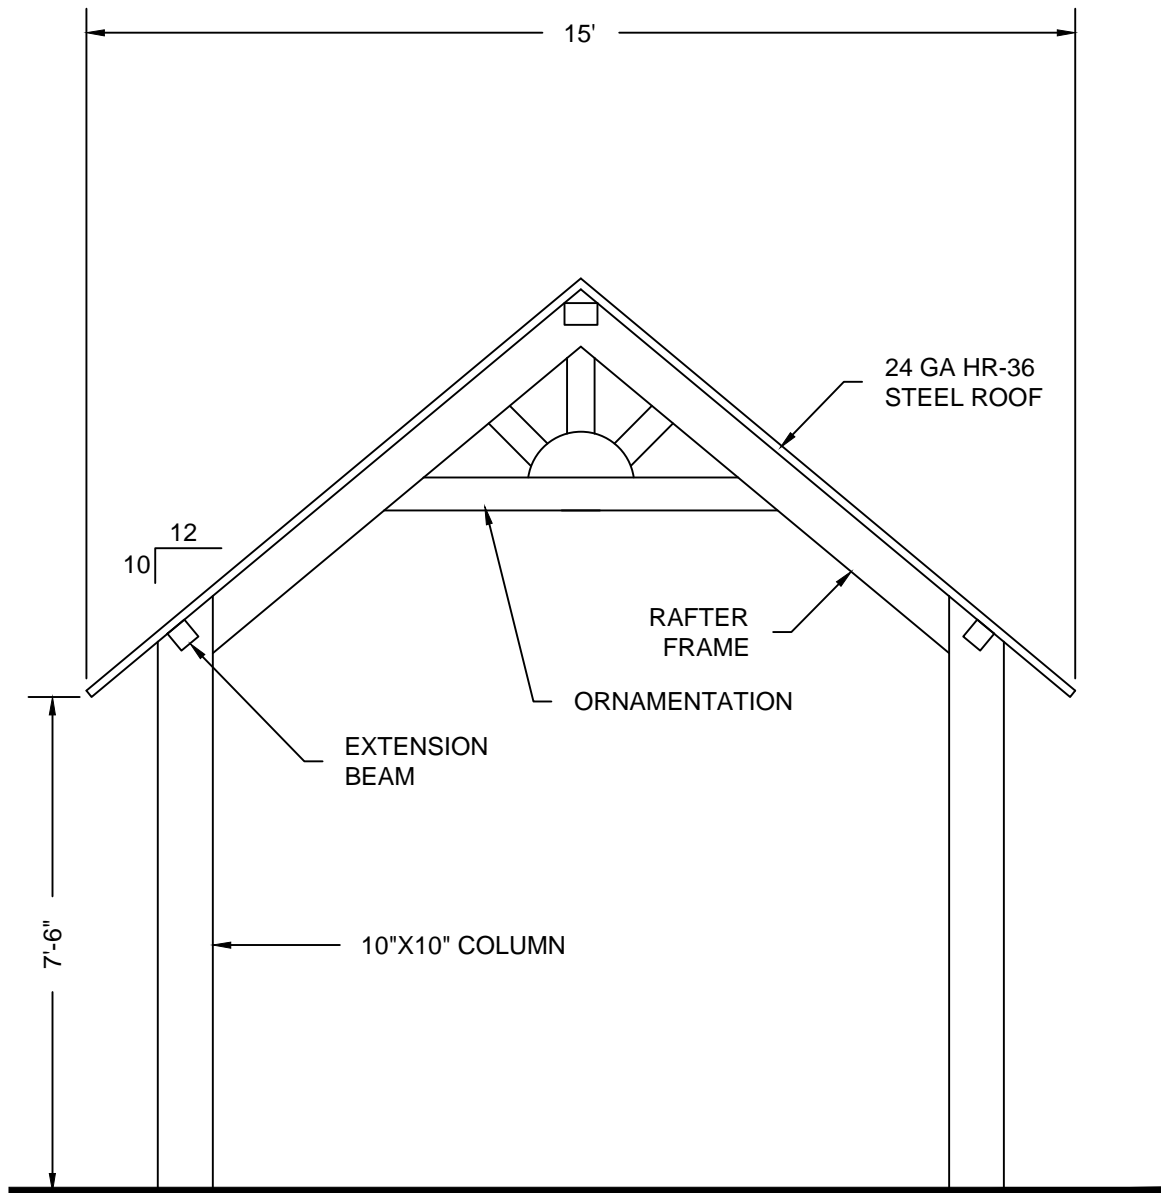 15'
24 GA HR-36
STEEL ROOF
12
10
RAFTER
FRAME
ORNAMENTATION
EXTENSION
BEAM
7'-6"
10"X10" COLUMN